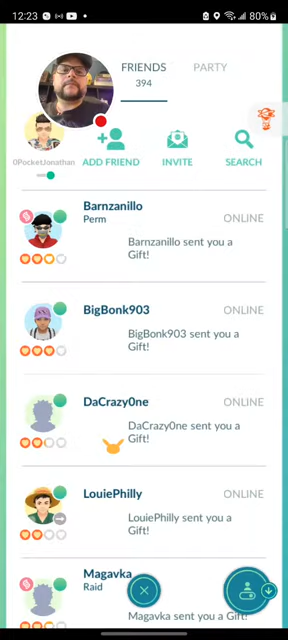 12:23
80%
FRIENDS
PARTY
394
0PocketJonathan
ADD FRIEND
INVITE
SEARCH
Barnzanillo
Perm
ONLINE
Barnzanillo sent you a
Gift!
BigBonk903
ONLINE
BigBonk903 sent you a
Gift!
DaCrazy0ne
ONLINE
DaCrazy0ne sent you a
Gift!
LouiePhilly
ONLINE
LouiePhilly sent you a
Gift!
Magavka
Raid
Magavka sent you a Gift!